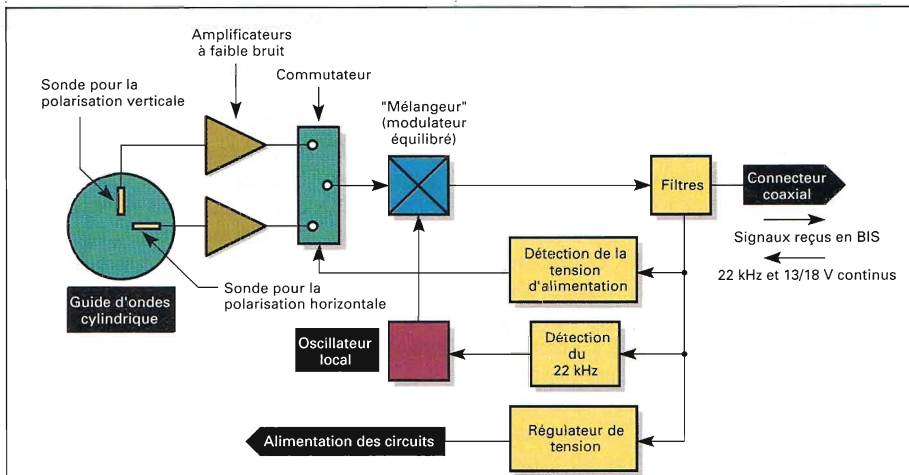 Amplificateurs
à faible bruit
Commutateur
Sonde pour la
polarisation verticale
"Mélangeur"
(modulateur
équilibré)
Filtres
Connecteur
coaxial
Signaux reçus en BIS
22 kHz et 13/18 V continus
Détection de la
tension
d'alimentation
Sonde pour la
polarisation horizontale
Guide d'ondes
cylindrique
Oscillateur
local
Détection
du
22 kHz
Alimentation des circuits
Régulateur de
tension